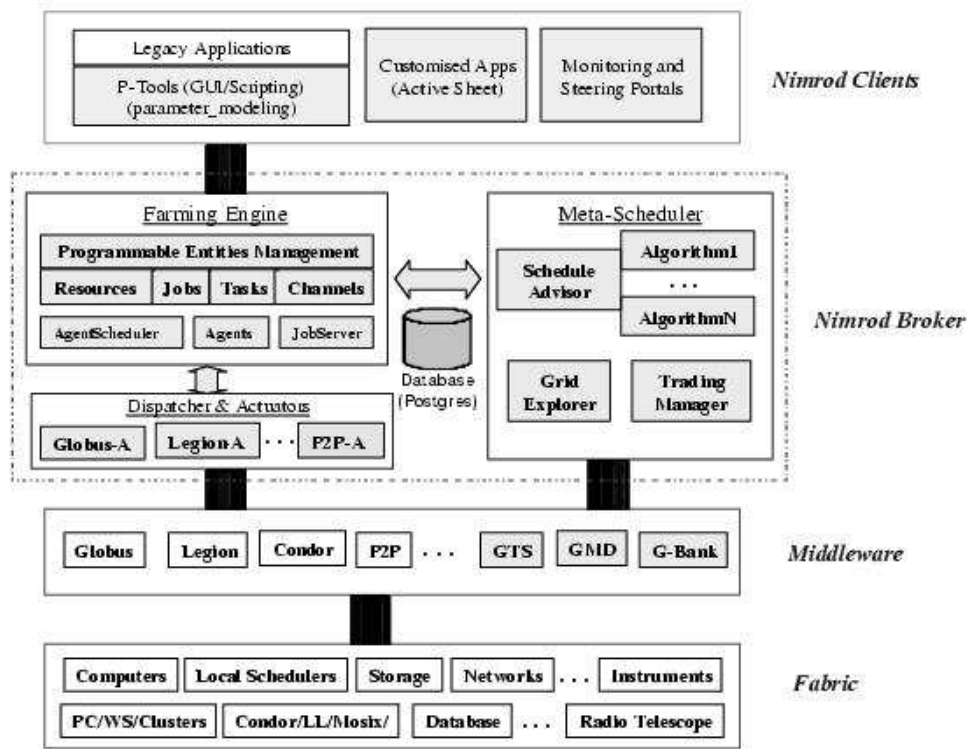 Legacy Applications
P-Tools (GUI/Scripting)
(parameter_modeling)
Customised Apps
(Active Sheet)
Monitoring and
Steering Portals
Nimrod Clients
Farming Engine
Programmable Entities Management
Resources
Jobs
Tasks
Channels
AgentScheduler
Agents
JobServer
Database
(Postgres)
Meta-Scheduler
Schedule
Advisor
Algorithm1
. . .
AlgorithmN
Grid
Explorer
Trading
Manager
Nimrod Broker
Dispatcher & Actuators
Globus-A
Legion-A
. . .
P2P-A
Globus
Legion
Condor
P2P
. . .
GTS
GMD
G-Bank
Middleware
Computers
Local Schedulers
Storage
Networks
. . .
Instruments
PC/WS/Clusters
Condor/LL/Mosix/
Database
. . .
Radio Telescope
Fabric